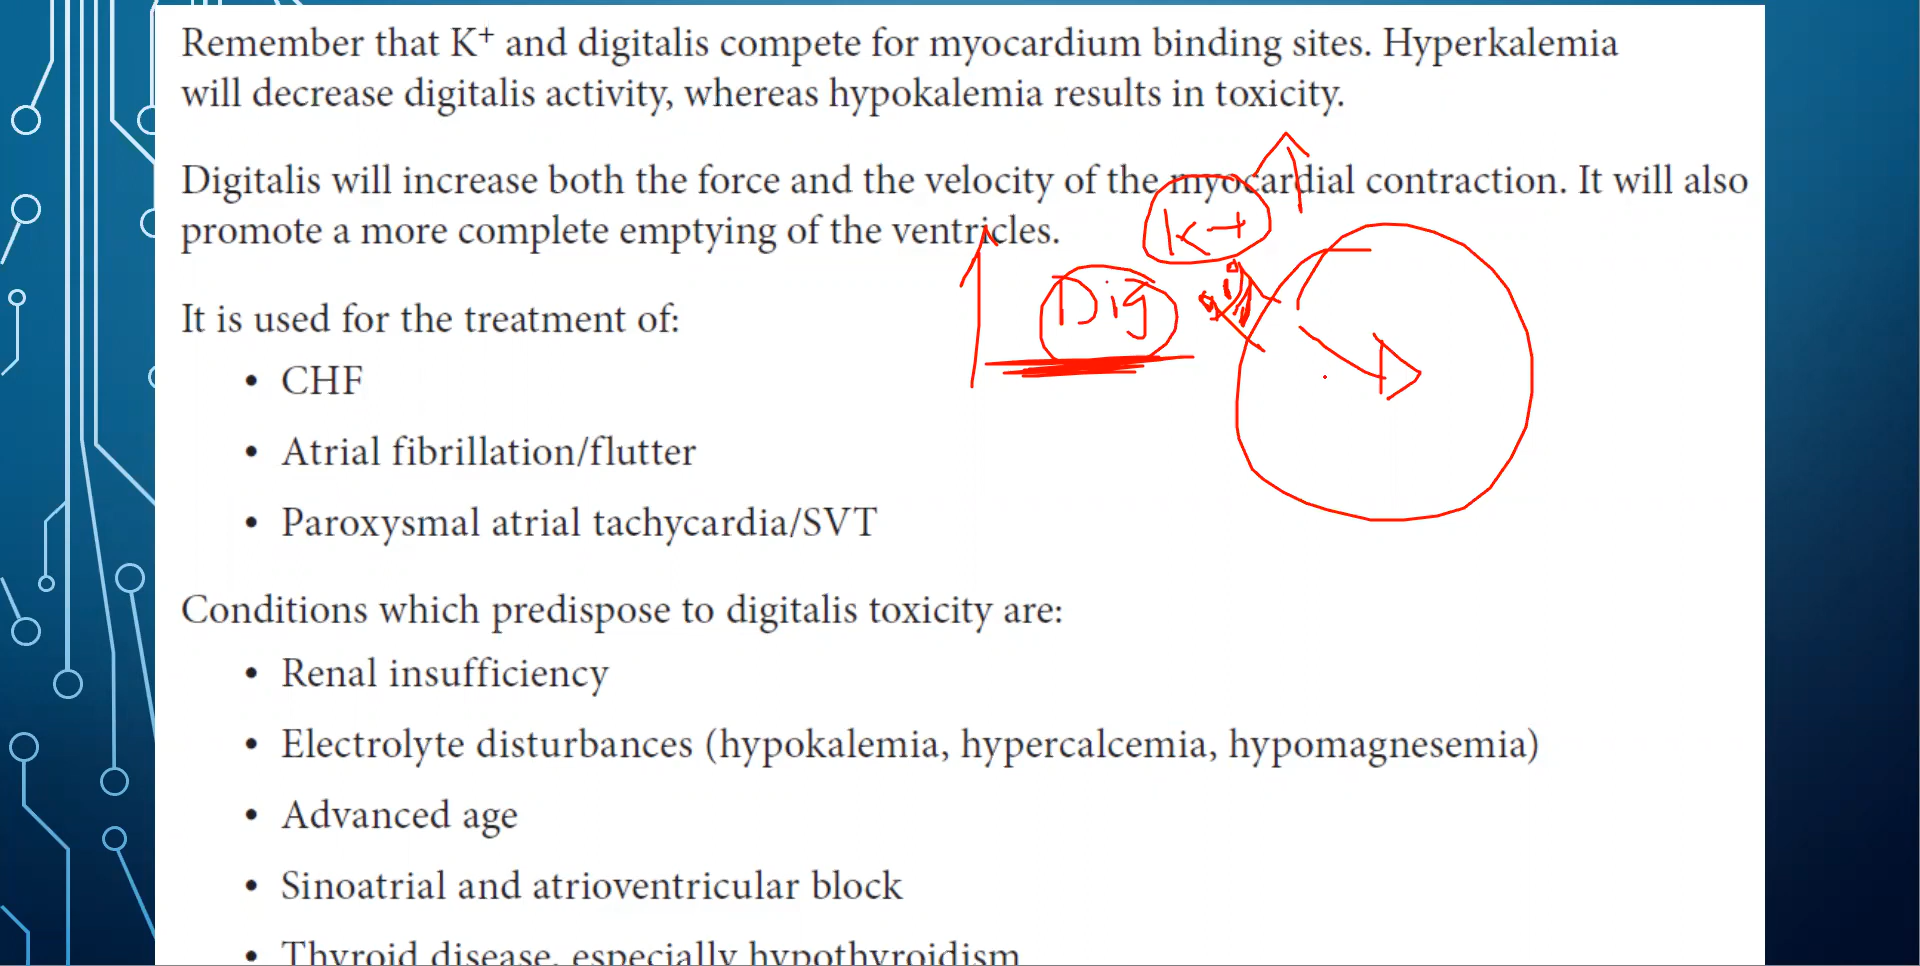 Remember that K+ and digitalis compete for myocardium binding sites. Hyperkalemia
will decrease digitalis activity, whereas hypokalemia results in toxicity.
Digitalis will increase both the force and the velocity of the myocardial contraction. It will also
promote a more complete emptying of the ventricles.
K+
Dig
It is used for the treatment of:
• CHF
• Atrial fibrillation/flutter
• Paroxysmal atrial tachycardia/SVT
Conditions which predispose to digitalis toxicity are:
• Renal insufficiency
• Electrolyte disturbances (hypokalemia, hypercalcemia, hypomagnesemia)
• Advanced age
• Sinoatrial and atrioventricular block
• Thyroid disease, especially hypothyroidism